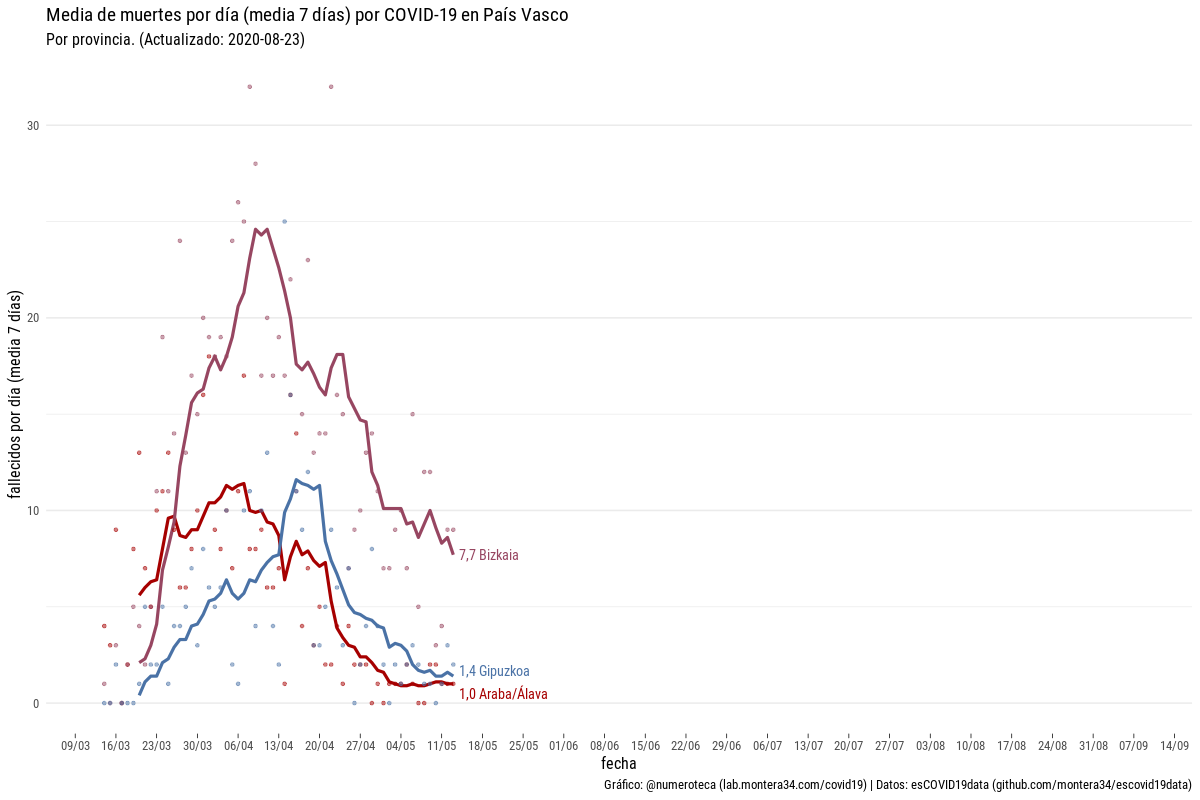 Media de muertes por día (media 7 días) por COVID-19 en País Vasco
Por provincia. (Actualizado: 2020-08-23)
fallecidos por día (media 7 días)
30
20
10
0
7,7 Bizkaia
1,4 Gipuzkoa
1,0 Araba/Álava
09/03 16/03 23/03 30/03 06/04 13/04 20/04 27/04 04/05 11/05 18/05 25/05 01/06 08/06 15/06 22/06 29/06 06/07 13/07 20/07 27/07 03/08 10/08 17/08 24/08 31/08 07/09 14/09
fecha
Gráfico: @numeroteca (lab.montera34.com/covid19) | Datos: esCOVID19data (github.com/montera34/escovid19data)